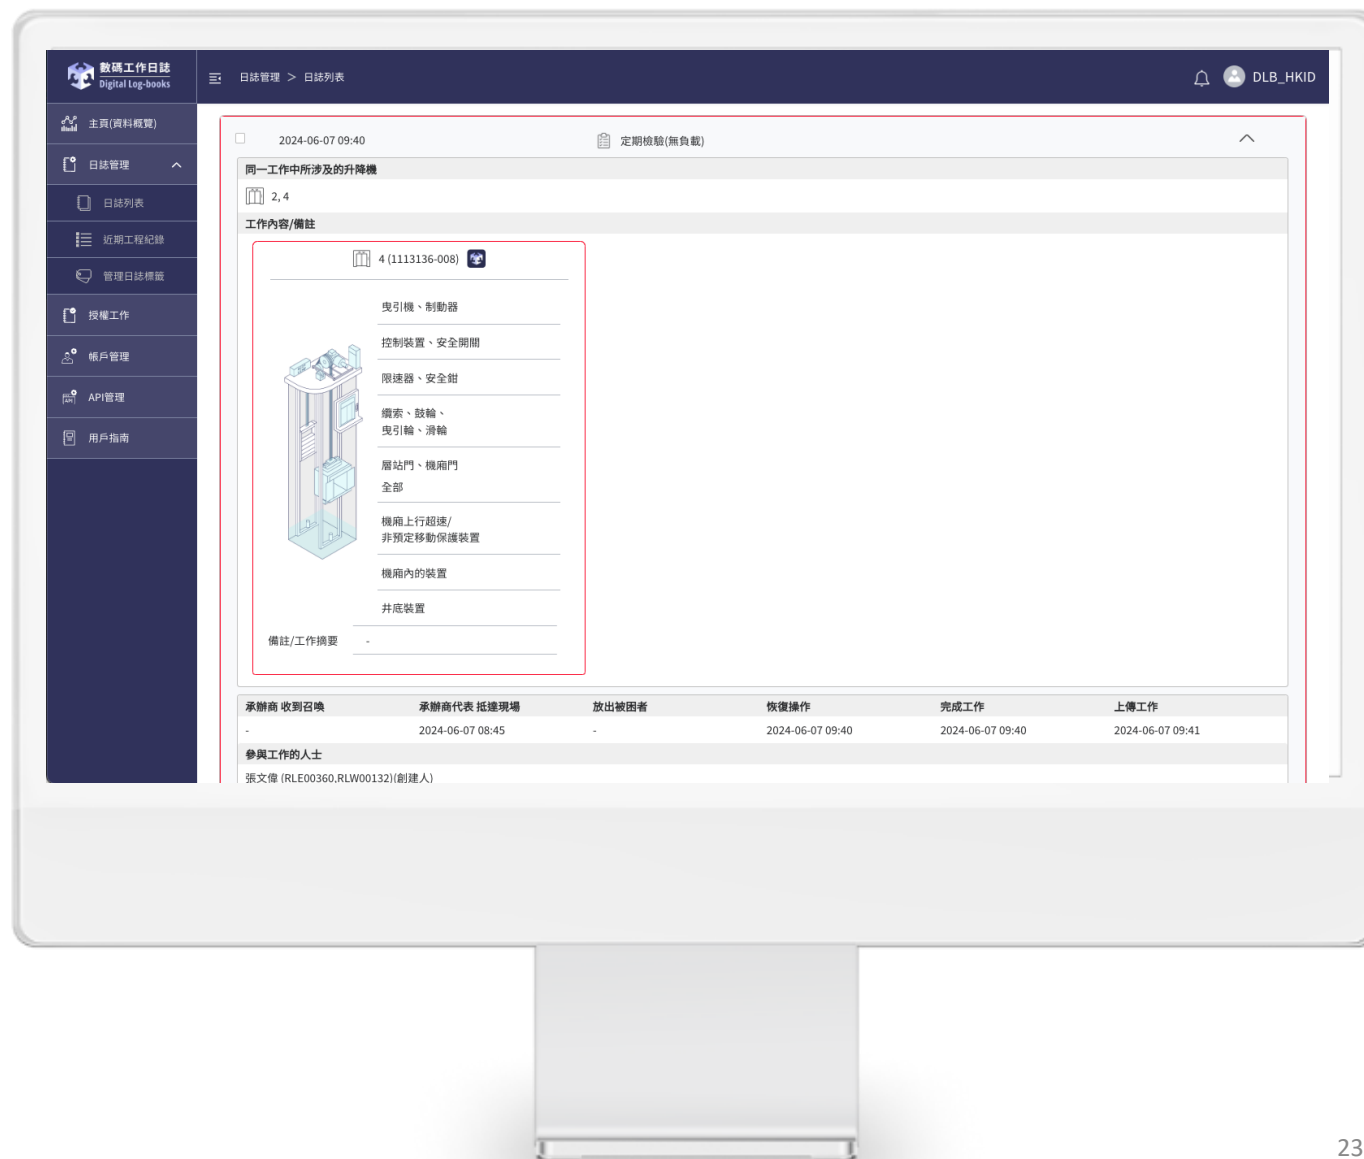 數碼工作日誌
Digital Log-books
日誌管理 > 日誌列表
DLB_HKID
主頁(資料概覽)
日誌管理
日誌列表
近期工程紀錄
管理日誌標籤
授權工作
帳戶管理
API管理
用戶指南
2024-06-07 09:40 定期檢驗(無負載)
同一工作中所涉及的升降機
2, 4
工作內容/備註
4 (1113136-008)
曳引機、制動器
控制裝置、安全開關
限速器、安全鉗
纜索、鼓輪、
曳引輪、滑輪
層站門、機廂門
全部
機廂上行超速/
非預定移動保護裝置
機廂內的裝置
井底裝置
備註/工作摘要 -
承辦商 收到召喚 承辦商代表 抵達現場 放出被困者 恢復操作 完成工作 上傳工作
- 2024-06-07 08:45 - 2024-06-07 09:40 2024-06-07 09:40 2024-06-07 09:41
參與工作的人士
張文偉 (RLE00360,RLW00132)(創建人)
23